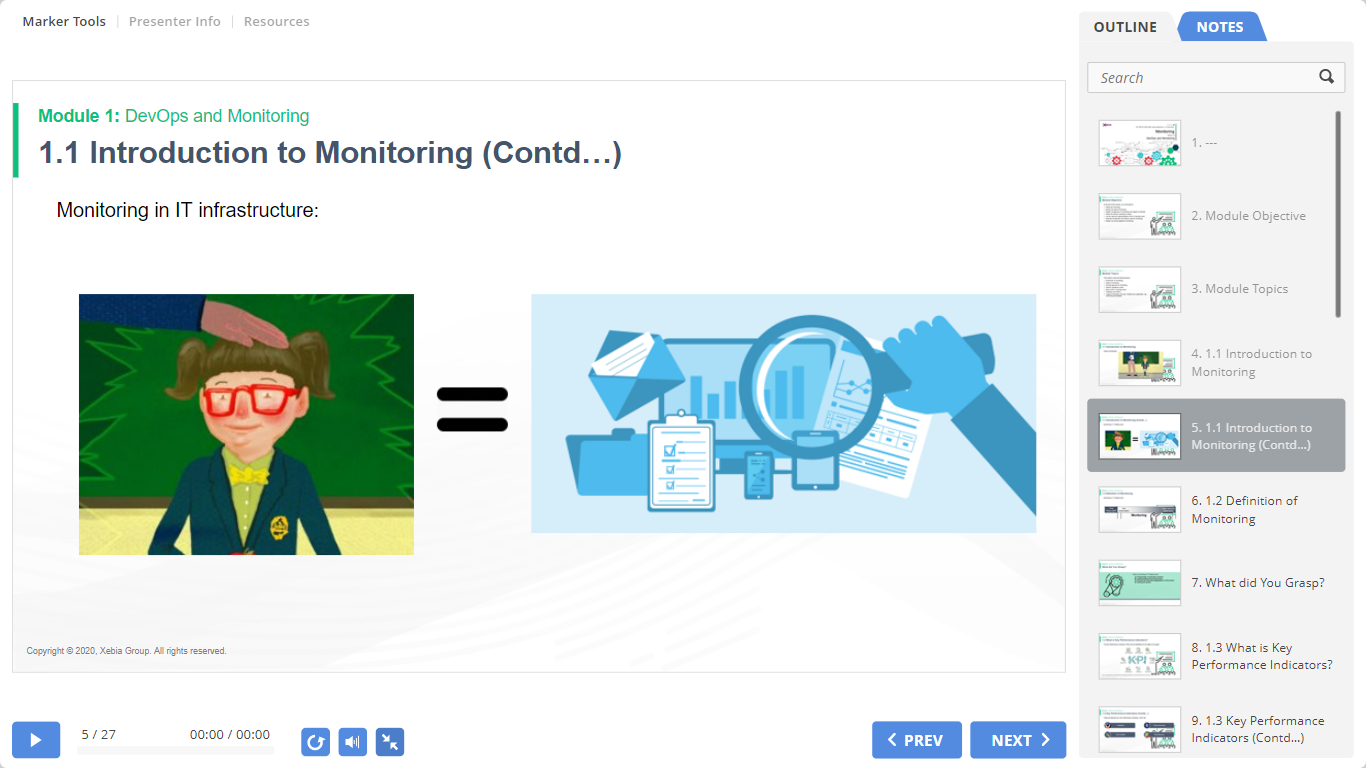 Marker Tools
Presenter Info
Resources
OUTLINE
NOTES
Search
Module 1: DevOps and Monitoring
1.1 Introduction to Monitoring (Contd…)
Monitoring in IT infrastructure:
Copyright © 2020, Xebia Group. All rights reserved.
1. ---
2. Module Objective
3. Module Topics
4. 1.1 Introduction to
Monitoring
5. 1.1 Introduction to
Monitoring (Contd...)
6. 1.2 Definition of
Monitoring
7. What did You Grasp?
8. 1.3 What is Key
Performance Indicators?
9. 1.3 Key Performance
Indicators (Contd...)
5 / 27
00:00 / 00:00
PREV
NEXT